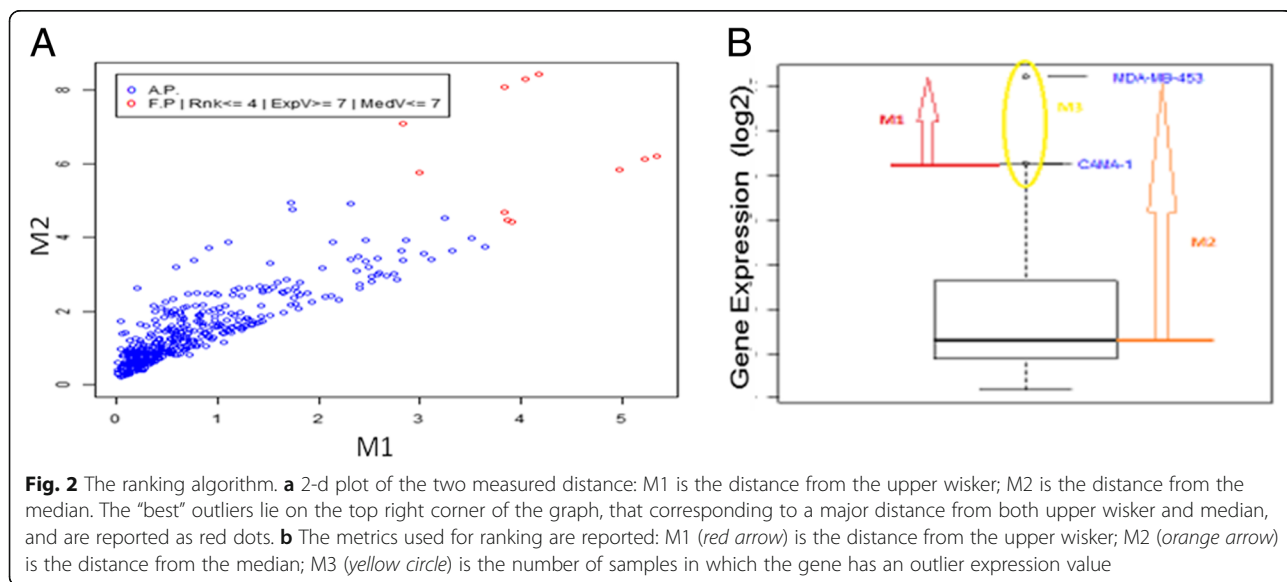 A
B
A.P.
F.P | Rnk<= 4 | ExpV>= 7 | MedV<= 7
M2
0 2 4 6 8
0 1 2 3 4 5
M1
Gene Expression (log2)
MDA-MB-453
M1
M3
CAMA-1
M2
Fig. 2 The ranking algorithm. a 2-d plot of the two measured distance: M1 is the distance from the upper wisker; M2 is the distance from the
median. The “best” outliers lie on the top right corner of the graph, that corresponding to a major distance from both upper wisker and median,
and are reported as red dots. b The metrics used for ranking are reported: M1 (red arrow) is the distance from the upper wisker; M2 (orange arrow)
is the distance from the median; M3 (yellow circle) is the number of samples in which the gene has an outlier expression value